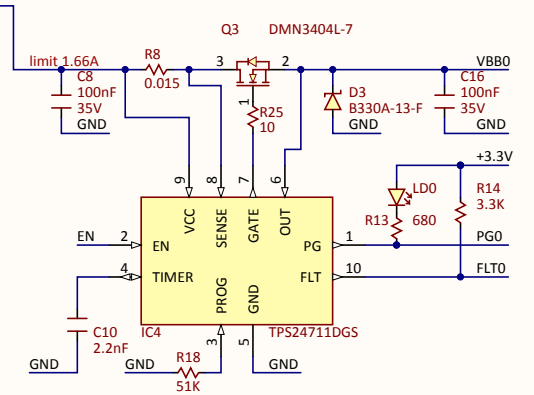 Q3 DMN3404L-7
limit 1.66A
R8
0.015
3
2
VBB0
C8
100nF
35V
GND
1
R25
10
D3
B330A-13-F
GND
C16
100nF
35V
GND
+3.3V
9
8
7
6
VCC
SENSE
GATE
OUT
LD0
R13
680
R14
3.3K
EN
2
EN
PG
1
PG0
4
TIMER
FLT
10
FLT0
PROG
GND
C10
2.2nF
IC4
TPS24711DGS
3
5
GND
GND
R18
51K
GND